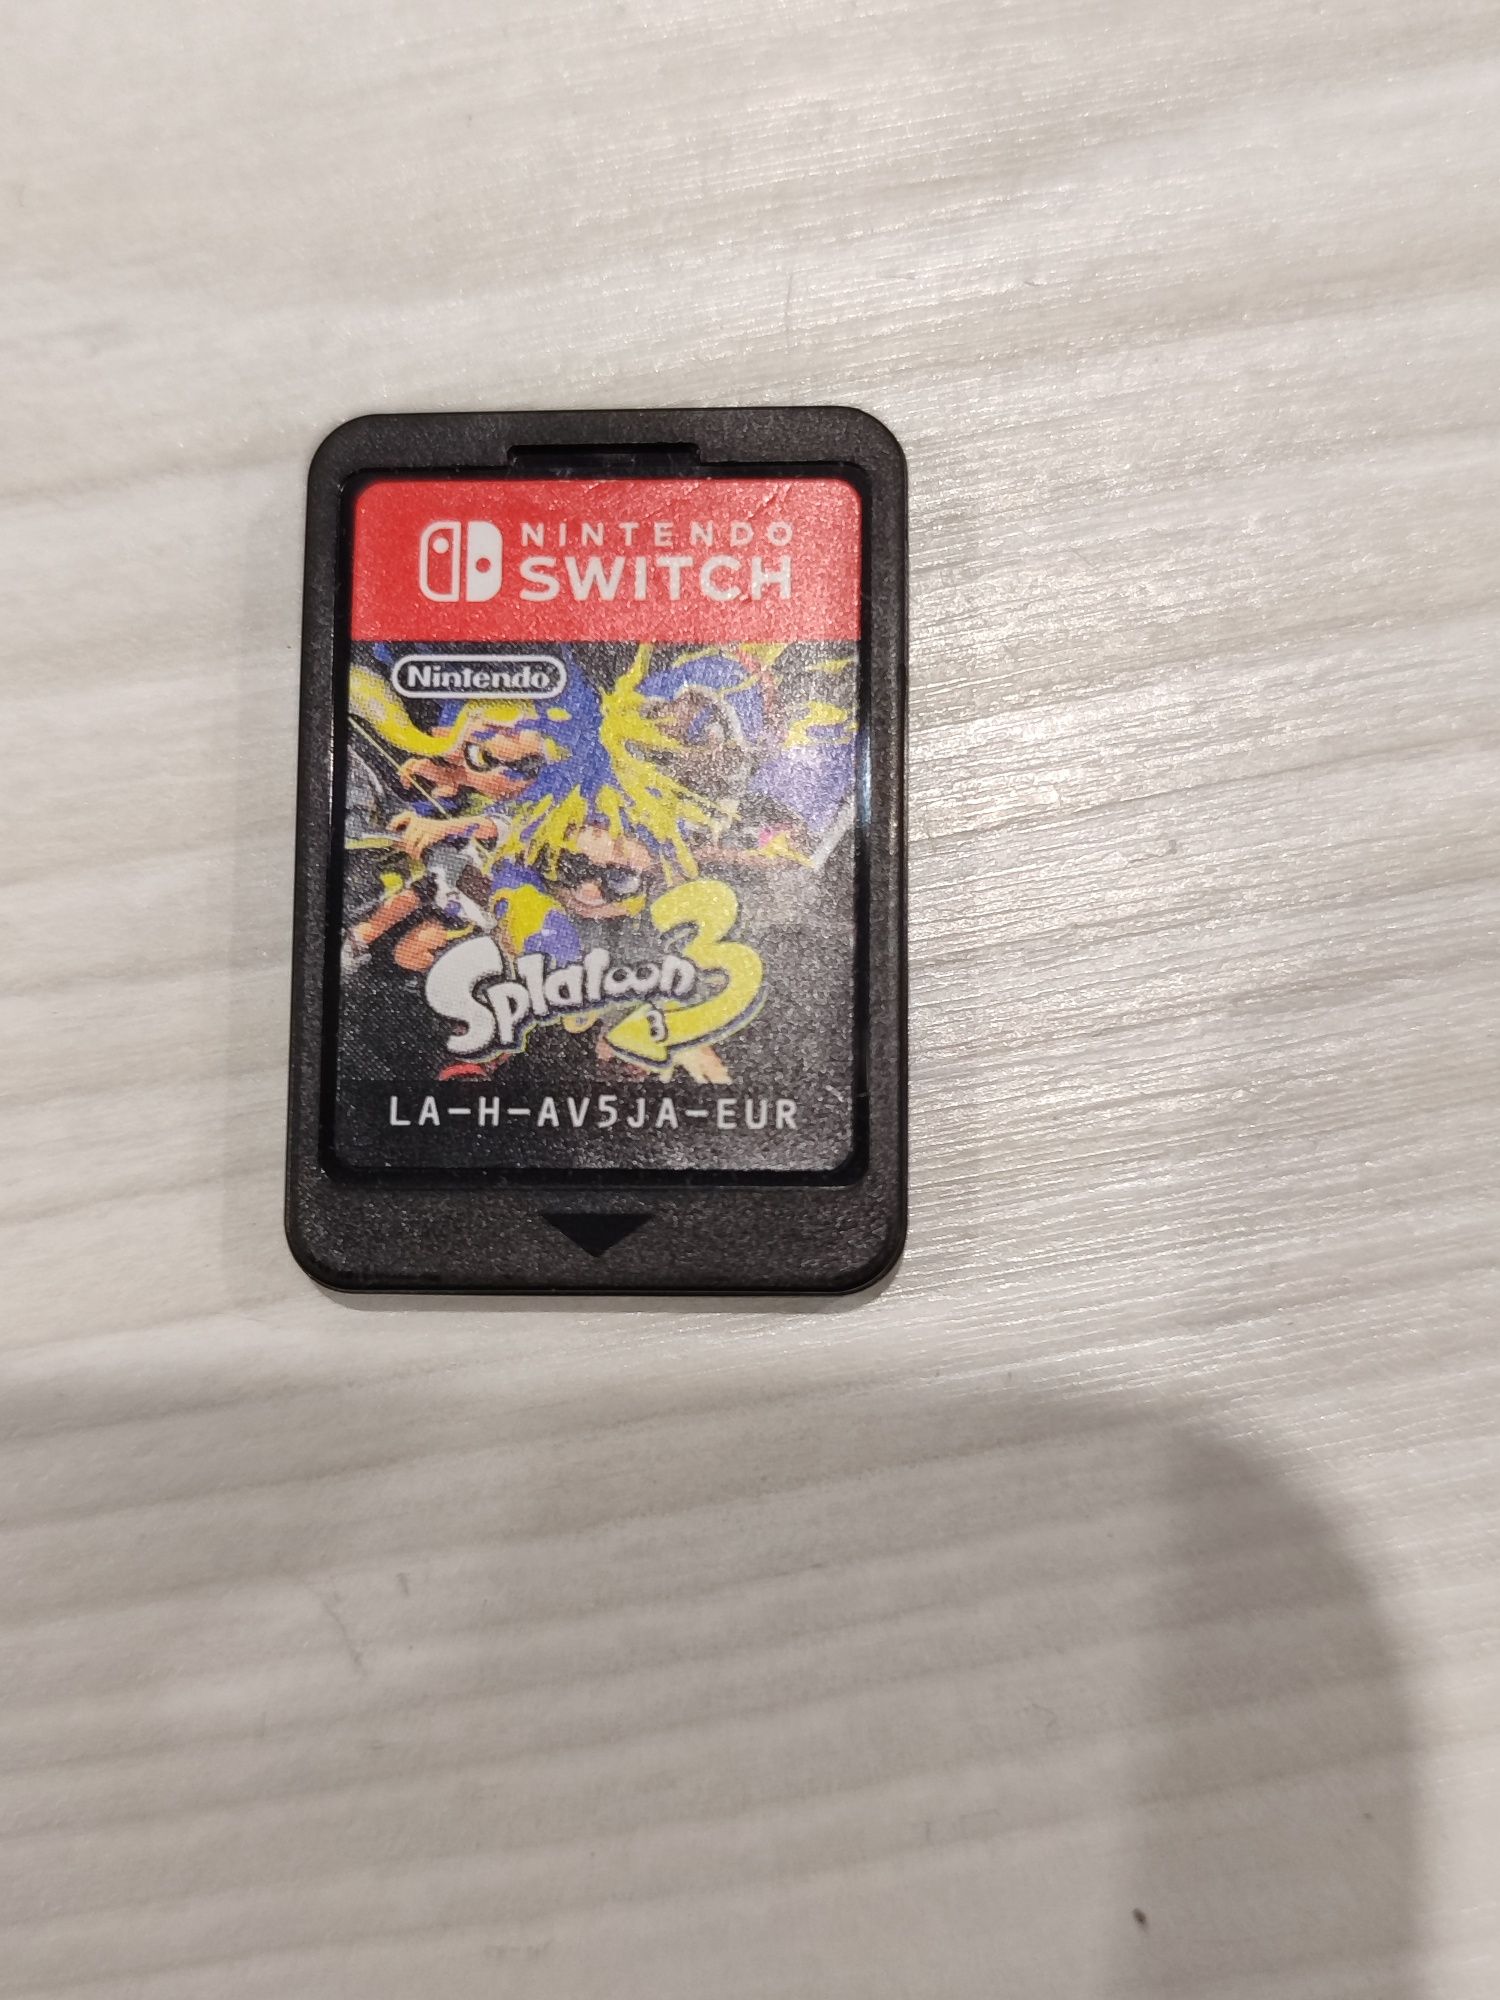 NINTENDO
SWITCH
Nintendo
Splatoon 3
LA-H-AV5JA-EUR